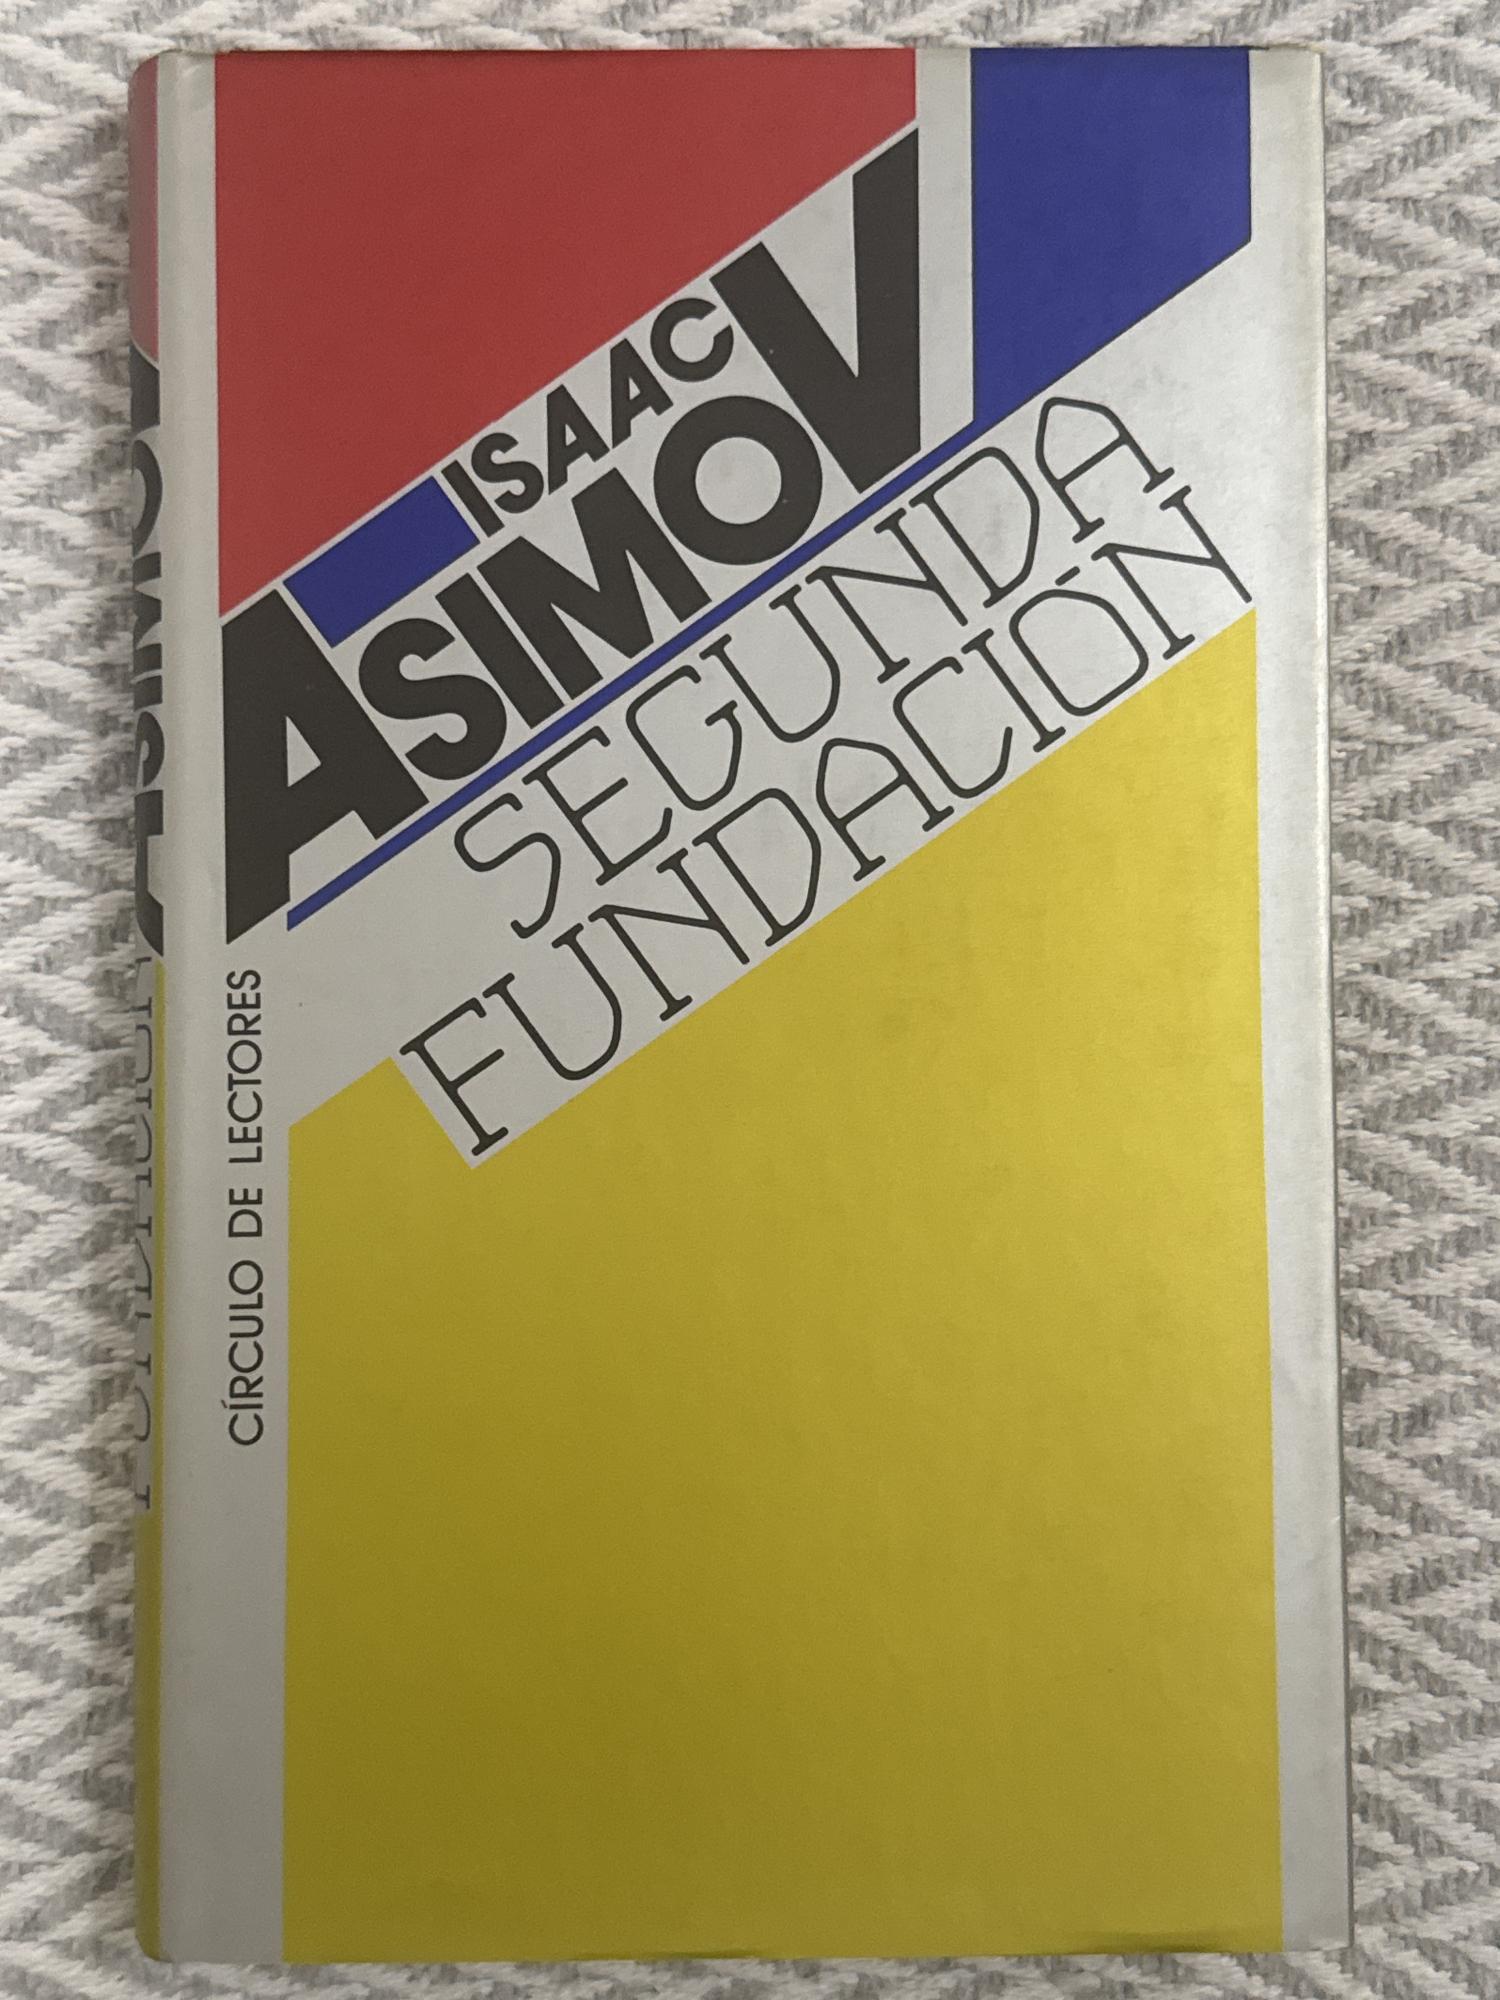 ISAAC
ASIMOV
SEGUNDA
FUNDACIÓN
CÍRCULO DE LECTORES